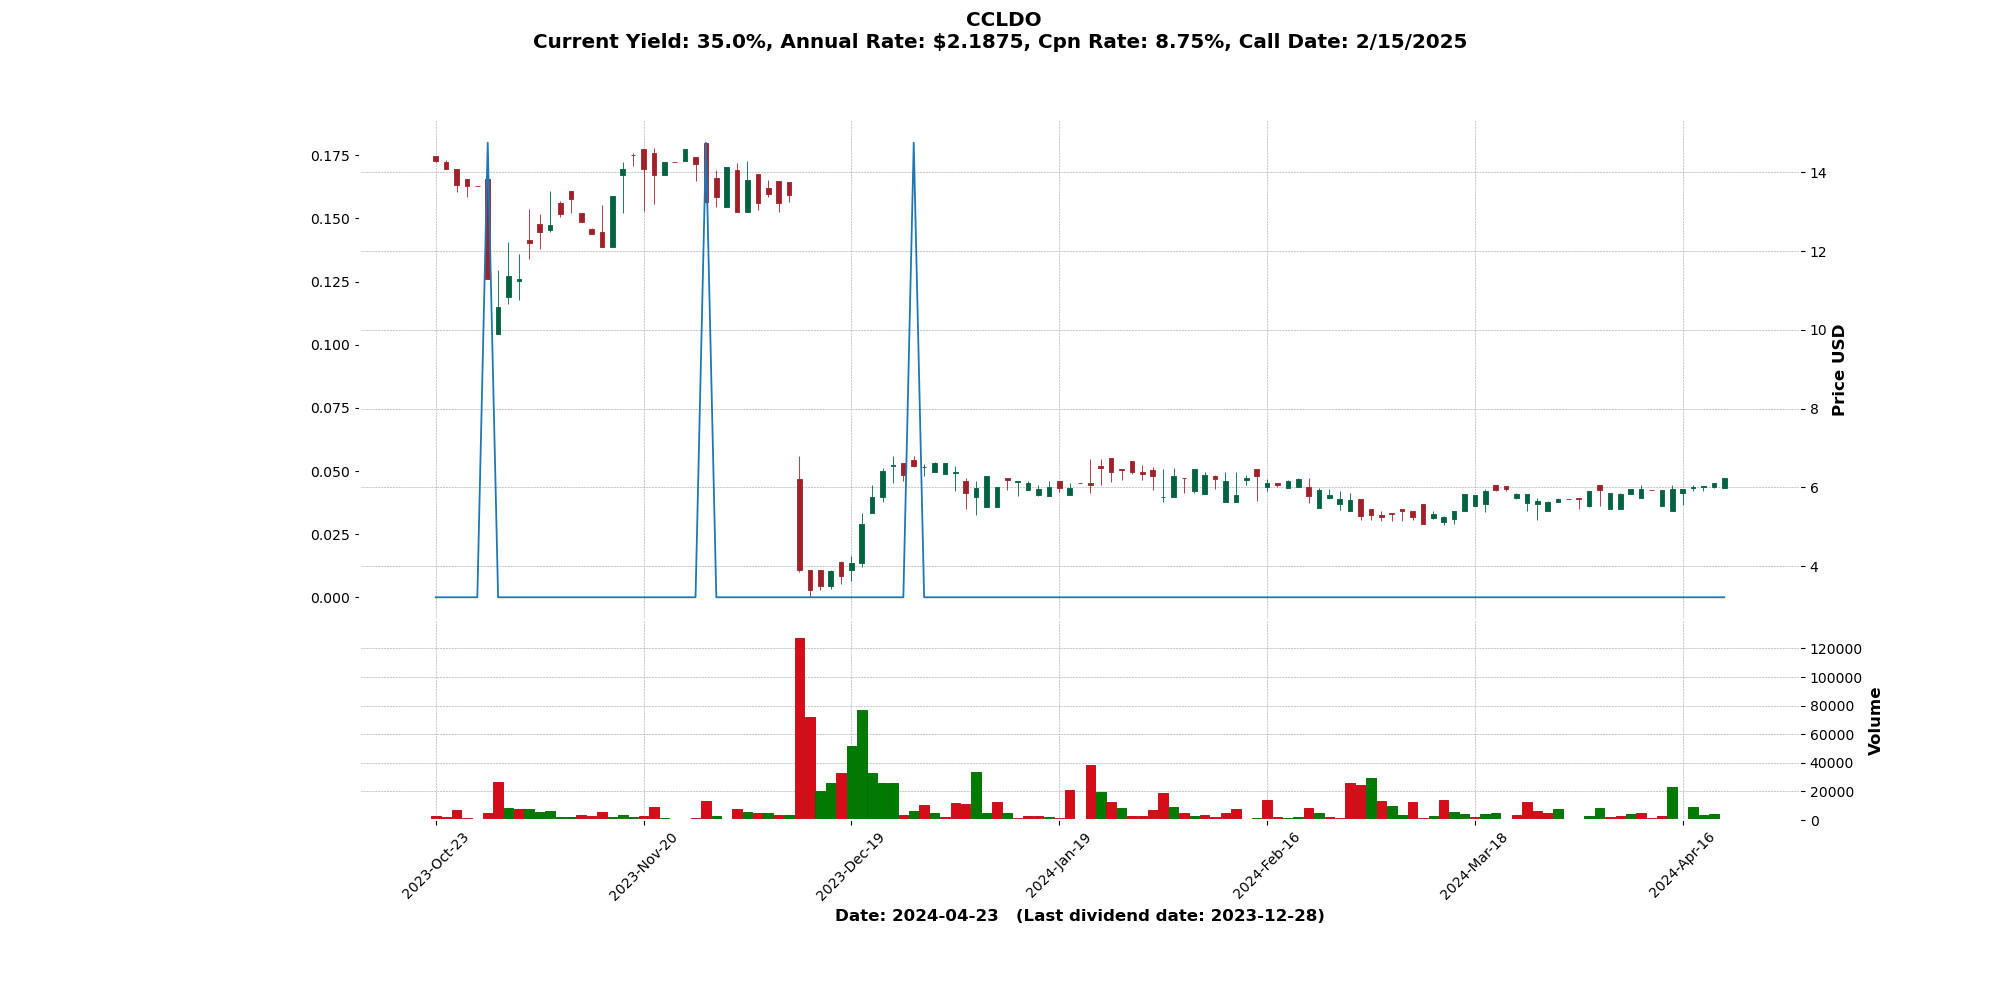 CCLDO
Current Yield: 35.0%, Annual Rate: $2.1875, Cpn Rate: 8.75%, Call Date: 2/15/2025
0.175
0.150
0.125
0.100
0.075
0.050
0.025
0.000
14
12
10
8
6
4
Price USD
120000
100000
80000
60000
40000
20000
0
Volume
2023-Oct-23
2023-Nov-20
2023-Dec-19
2024-Jan-19
2024-Feb-16
2024-Mar-18
2024-Apr-16
Date: 2024-04-23 (Last dividend date: 2023-12-28)